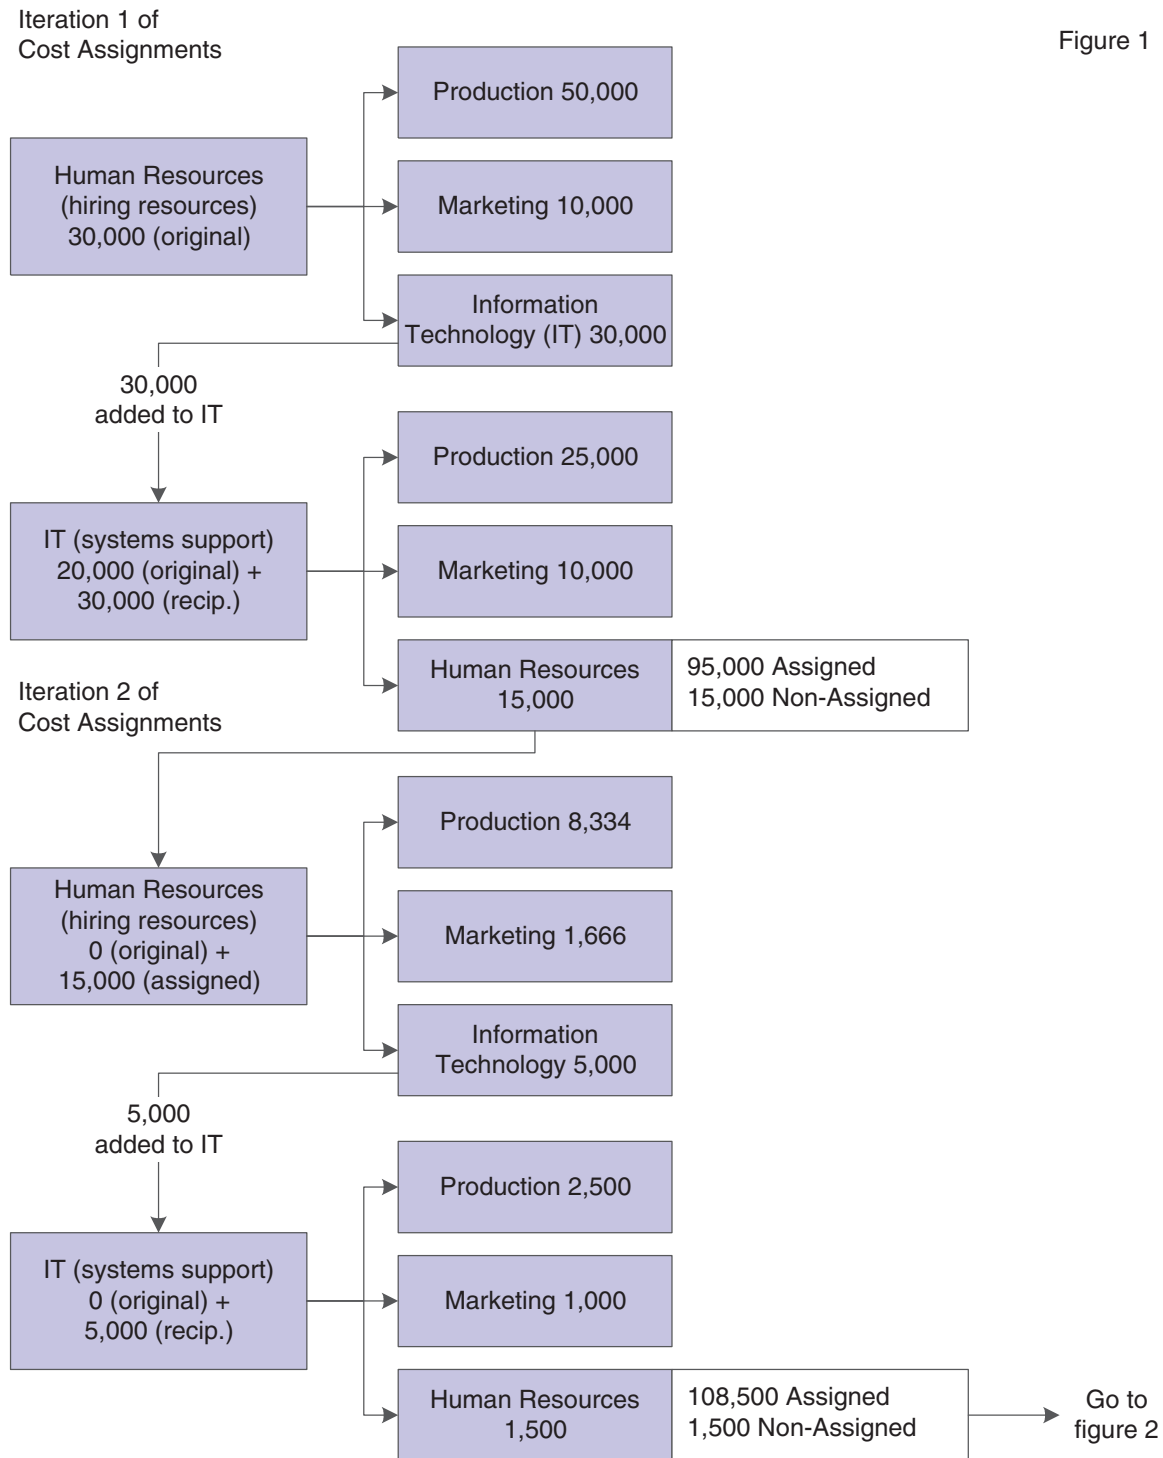 Iteration 1 of
Cost Assignments
Figure 1
Production 50,000
Human Resources
(hiring resources)
30,000 (original)
Marketing 10,000
Information
Technology (IT) 30,000
30,000
added to IT
Production 25,000
IT (systems support)
20,000 (original) +
30,000 (recip.)
Marketing 10,000
Human Resources
15,000
95,000 Assigned
15,000 Non-Assigned
Iteration 2 of
Cost Assignments
Production 8,334
Human Resources
(hiring resources)
0 (original) +
15,000 (assigned)
Marketing 1,666
Information
Technology 5,000
5,000
added to IT
Production 2,500
IT (systems support)
0 (original) +
5,000 (recip.)
Marketing 1,000
Human Resources
1,500
108,500 Assigned
1,500 Non-Assigned
Go to
figure 2